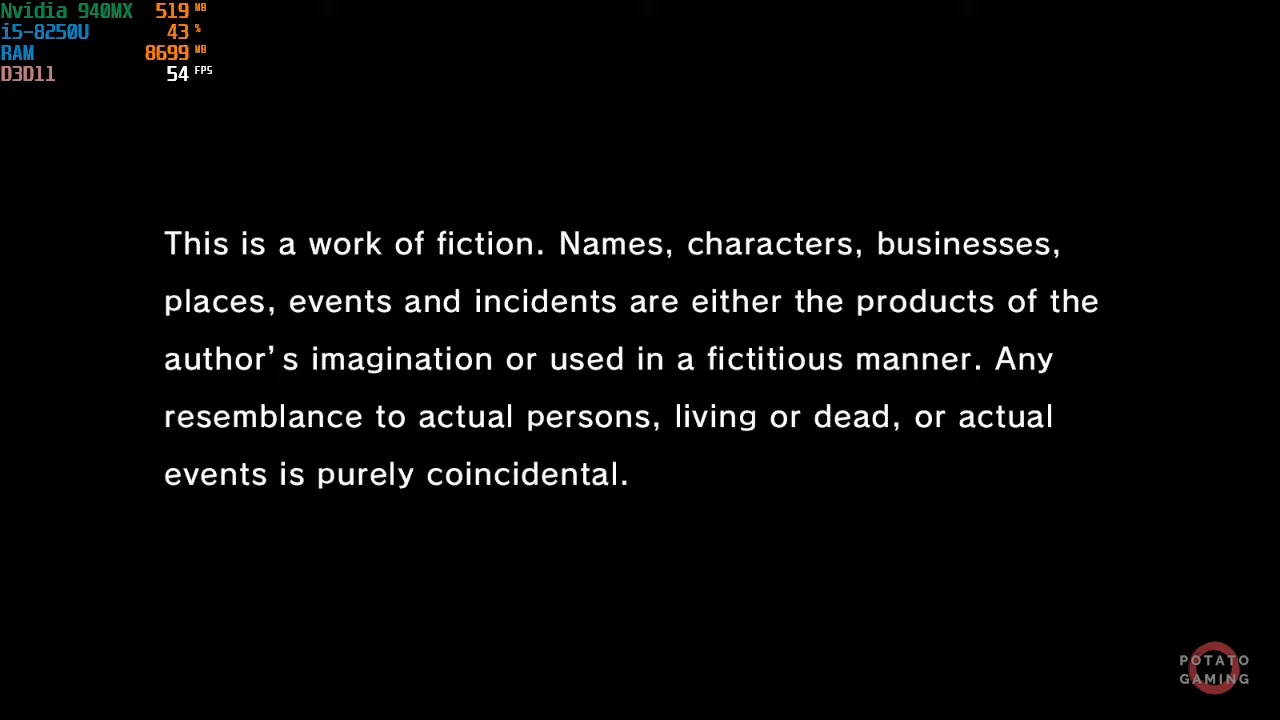 Nvidia 940MX 519 MB
i5-8250U 43 %
RAM 8699 MB
D3D11 54 FPS
This is a work of fiction. Names, characters, businesses,
places, events and incidents are either the products of the
author's imagination or used in a fictitious manner. Any
resemblance to actual persons, living or dead, or actual
events is purely coincidental.
POTATO
GAMING